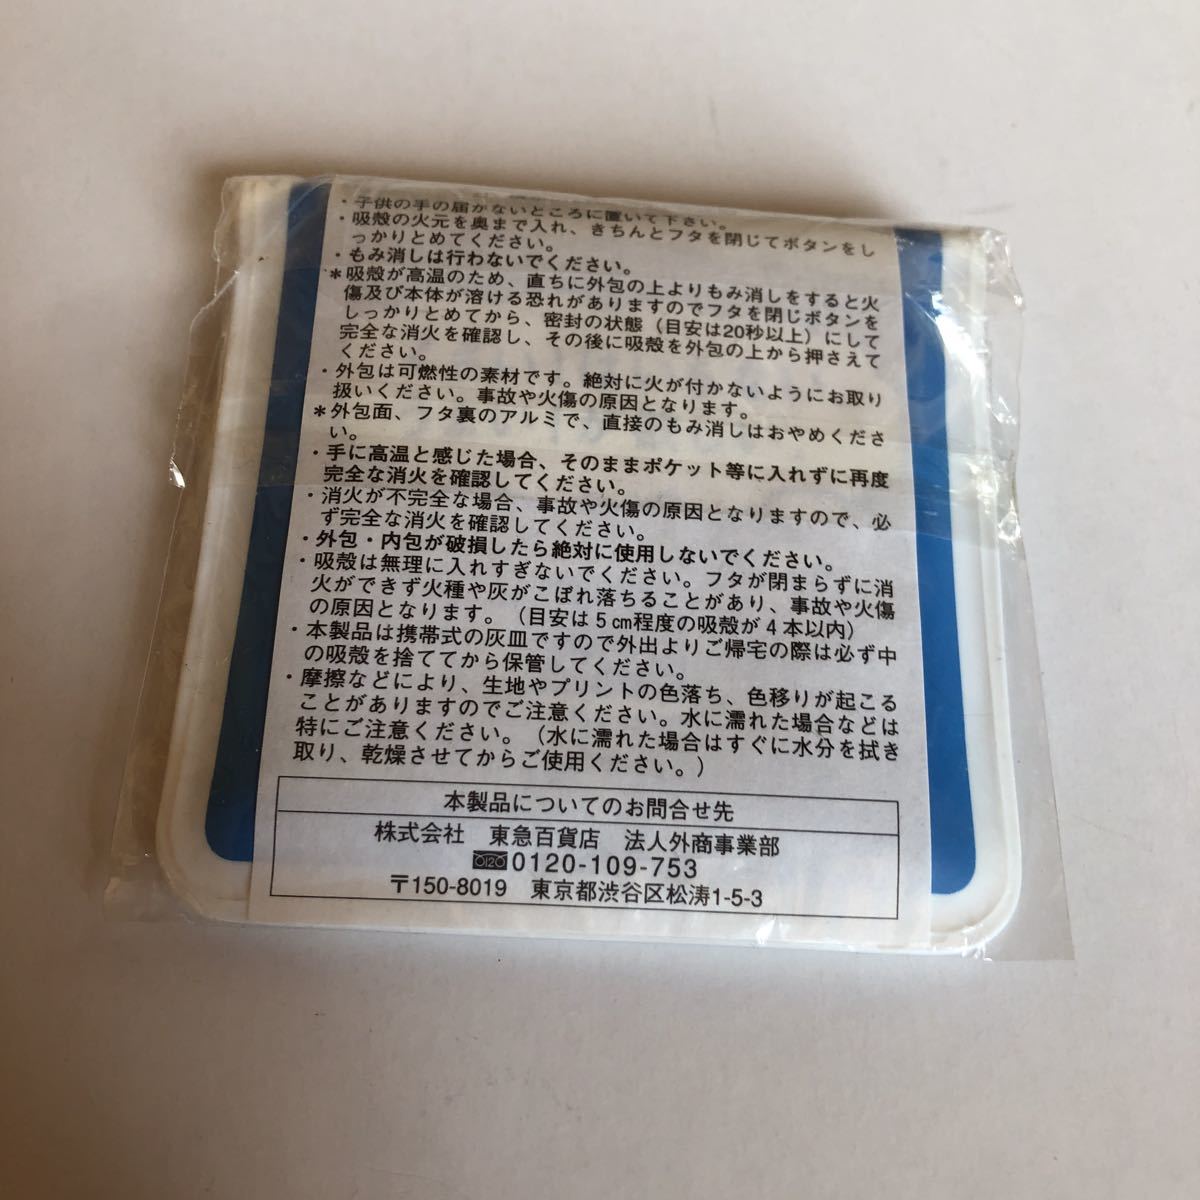 ・子供の手の届かないところに置いて下さい。
・吸殻の火元を奥まで入れ、きちんとフタを閉じてボタンをし
っかりとめてください。
・もみ消しは行わないでください。
＊吸殻が高温のため、直ちに外包の上よりもみ消しをすると火
傷及び本体が溶ける恐れがありますのでフタを閉じボタンを
しっかりとめてから、密封の状態（目安は20秒以上）にして
完全な消火を確認し、その後に吸殻を外包の上から押さえて
ください。
・外包は可燃性の素材です。絶対に火が付かないようにお取り
扱いください。事故や火傷の原因となります。
＊外包面、フタ裏のアルミで、直接のもみ消しはおやめくださ
い。
・手に高温と感じた場合、そのままポケット等に入れずに再度
完全な消火を確認してください。
・消火が不完全な場合、事故や火傷の原因となりますので、必
ず完全な消火を確認してください。
・外包・内包が破損したら絶対に使用しないでください。
・吸殻は無理に入れすぎないでください。フタが閉まらずに消
火ができず火種や灰がこぼれ落ちることがあり、事故や火傷
の原因となります。（目安は5㎝程度の吸殻が4本以内）
・本製品は携帯式の灰皿ですので外出よりご帰宅の際は必ず中
の吸殻を捨ててから保管してください。
・摩擦などにより、生地やプリントの色落ち、色移りが起こる
ことがありますのでご注意ください。水に濡れた場合などは
特にご注意ください。（水に濡れた場合はすぐに水分を拭き
取り、乾燥させてからご使用ください。）
本製品についてのお問合せ先
株式会社 東急百貨店 法人外商事業部
0120-109-753
〒150-8019 東京都渋谷区松涛1-5-3